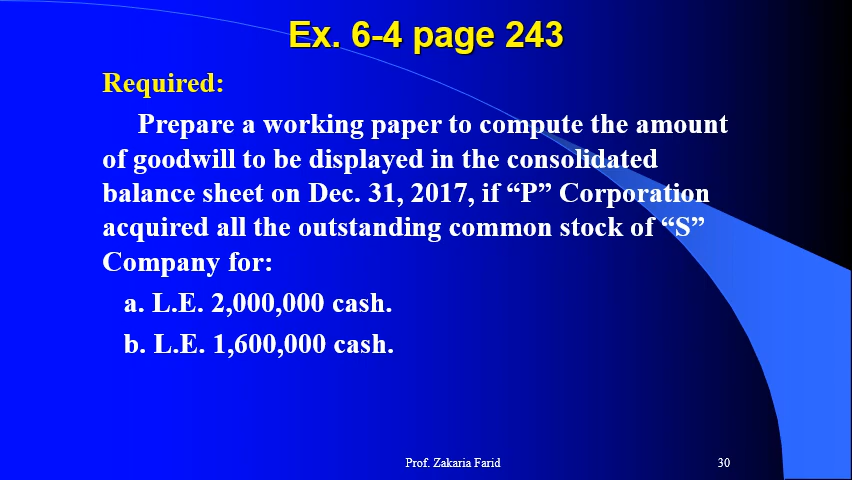 Ex. 6-4 page 243
Required:
Prepare a working paper to compute the amount
of goodwill to be displayed in the consolidated
balance sheet on Dec. 31, 2017, if “P” Corporation
acquired all the outstanding common stock of “S”
Company for:
a. L.E. 2,000,000 cash.
b. L.E. 1,600,000 cash.
Prof. Zakaria Farid
30